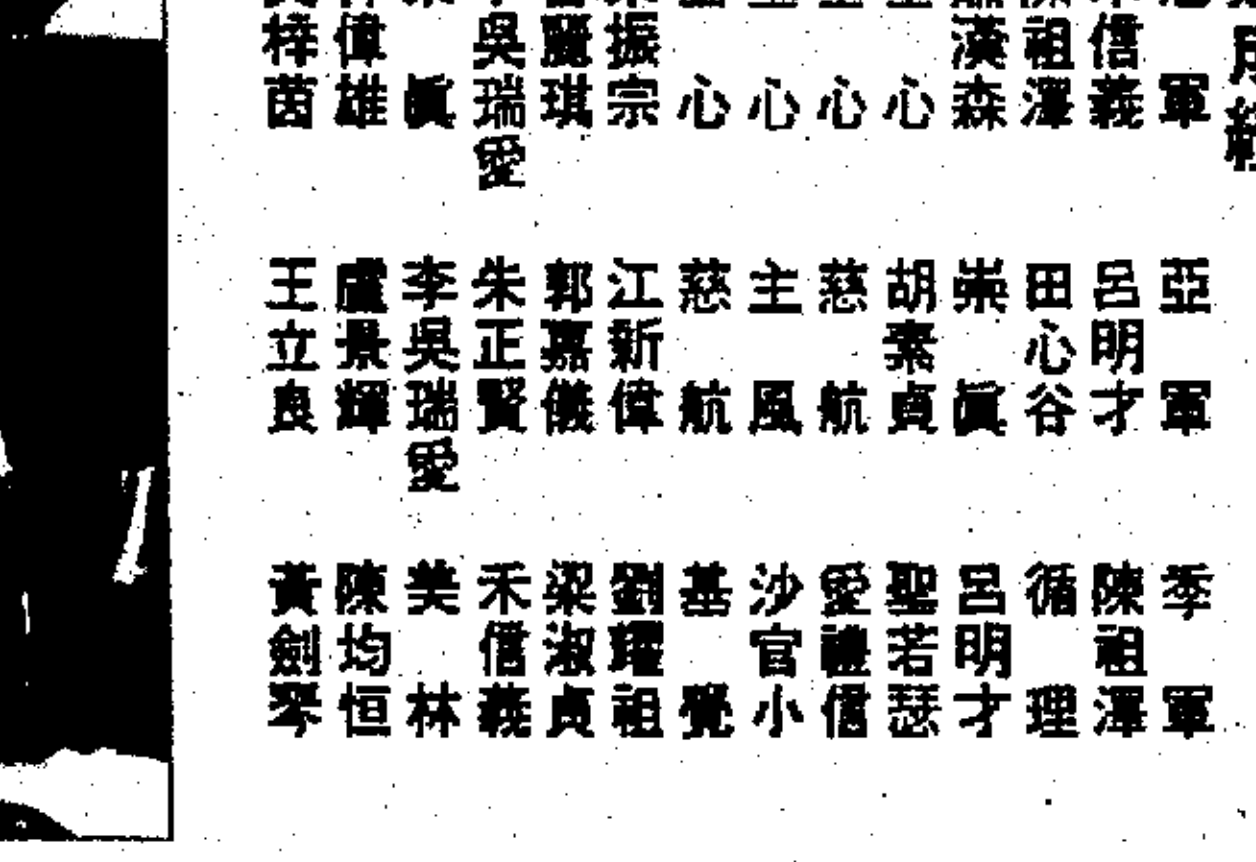 軍
信義
祖澤
漢森
心
心
心
心
振宗
麗琪
吳瑞愛
眞
偉雄
梓茵
亞軍
呂明才
田心谷
崇眞
胡素貞
慈航
主風
慈航
江新偉
郭嘉儀
朱正賢
李吳瑞愛
盧景輝
王立良
季軍
陳祖澤
循理
呂明才
聖若瑟
愛禮信
沙官小
基覺
劉耀祖
梁淑貞
禾信義
美林
陳均恒
黃劍琴